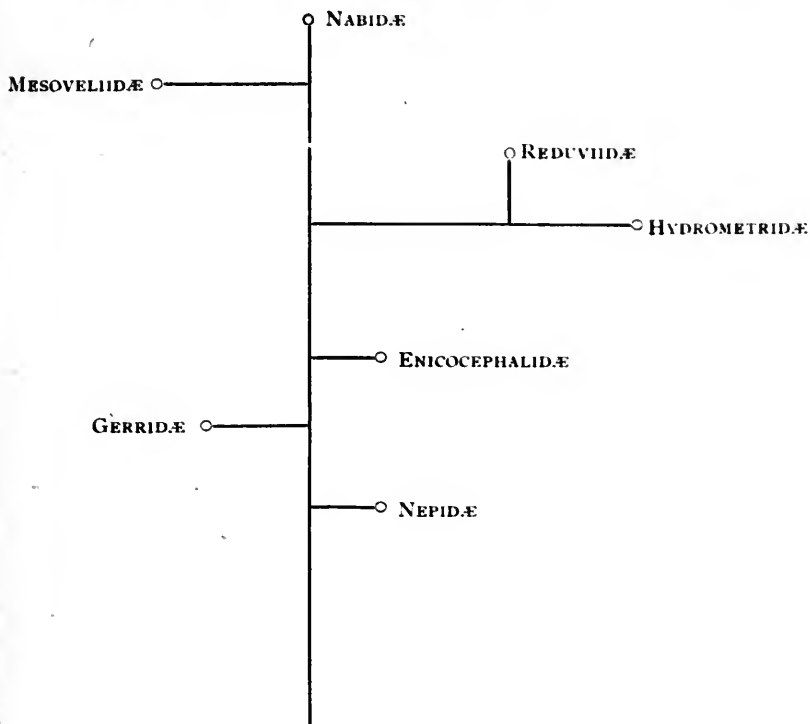 Nabidæ
Mesoveliidæ
Reduviidæ
Hydrometridæ
Enicocephalidæ
Gerridæ
Nepidæ